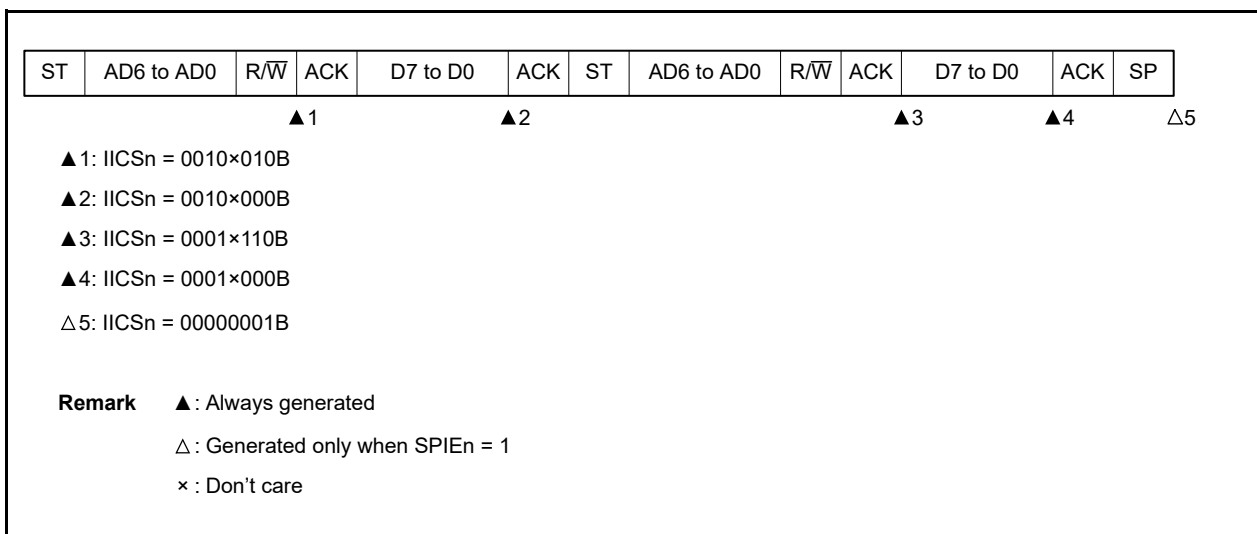 ST AD6 to AD0 R/W̅ ACK D7 to D0 ACK ST AD6 to AD0 R/W̅ ACK D7 to D0 ACK SP
▲1 ▲2 ▲3 ▲4 △5
▲1: IICSn = 0010×010B
▲2: IICSn = 0010×000B
▲3: IICSn = 0001×110B
▲4: IICSn = 0001×000B
△5: IICSn = 00000001B
Remark ▲: Always generated
△: Generated only when SPIEn = 1
×: Don't care